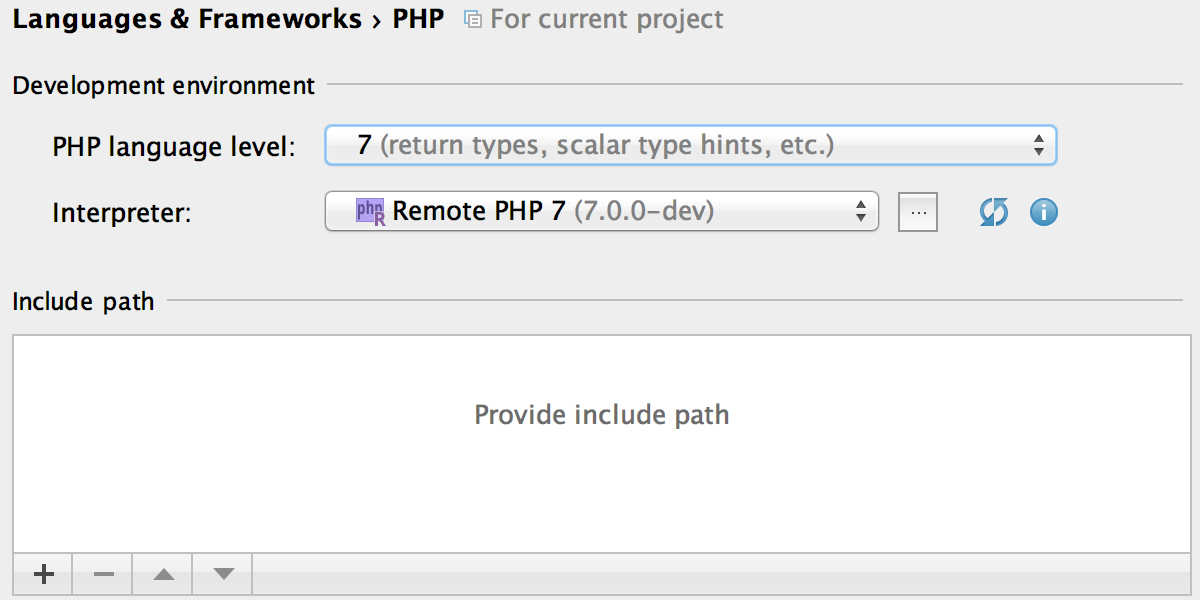 Languages & Frameworks › PHP For current project
Development environment
PHP language level: 7 (return types, scalar type hints, etc.)
Interpreter: php R Remote PHP 7 (7.0.0-dev) ...
Include path
Provide include path